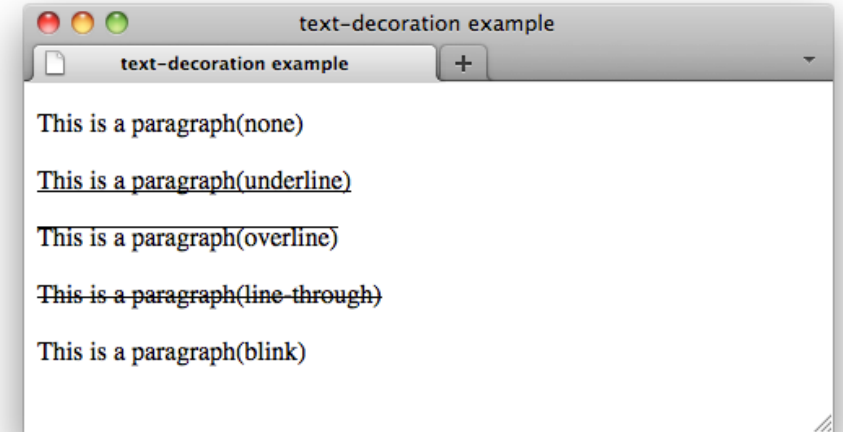 text-decoration example
text-decoration example
This is a paragraph(none)
This is a paragraph(underline)
This is a paragraph(overline)
This is a paragraph(line-through)
This is a paragraph(blink)